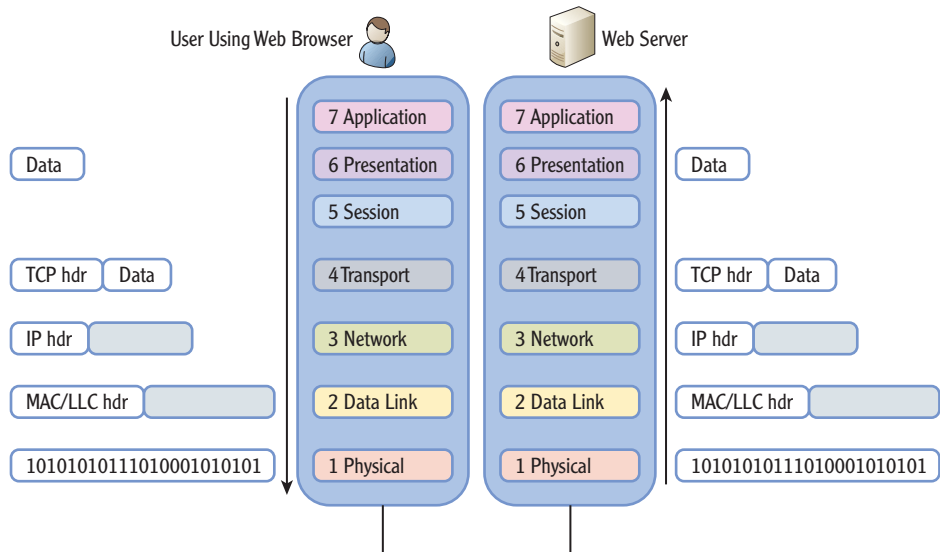 User Using Web Browser
Web Server
7 Application
7 Application
Data
6 Presentation
6 Presentation
Data
5 Session
5 Session
TCP hdr Data
4 Transport
4 Transport
TCP hdr Data
IP hdr
3 Network
3 Network
IP hdr
MAC/LLC hdr
2 Data Link
2 Data Link
MAC/LLC hdr
10101010111010001010101
1 Physical
1 Physical
10101010111010001010101